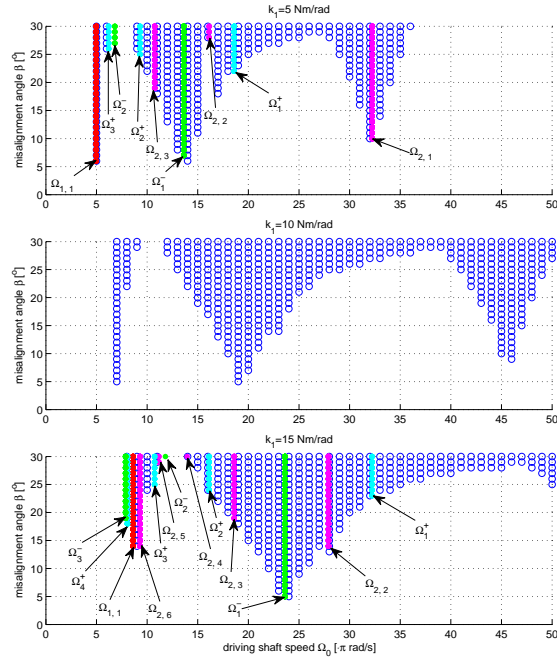 k₁=5 Nm/rad
misalignment angle β [°]
30
25
20
15
10
5
0
Ω₃⁺
Ω₂⁻
Ω₂⁺
Ω₂, ₃
Ω₂, ₂
Ω₁⁺
Ω₂, ₁
Ω₁, ₁
Ω₁⁻
0 5 10 15 20 25 30 35 40 45 50
k₁=10 Nm/rad
misalignment angle β [°]
30
25
20
15
10
5
0
0 5 10 15 20 25 30 35 40 45 50
k₁=15 Nm/rad
misalignment angle β [°]
30
25
20
15
10
5
0
Ω₃⁻
Ω₄⁺
Ω₁, ₁
Ω₂, ₆
Ω₃⁺
Ω₂, ₅
Ω₂⁻
Ω₂, ₄
Ω₂⁺
Ω₂, ₃
Ω₁⁻
Ω₂, ₂
Ω₁⁺
0 5 10 15 20 25 30 35 40 45 50
driving shaft speed Ω₀ [·π rad/s]